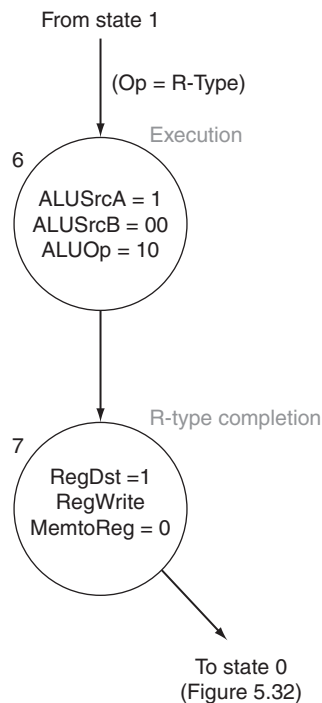 From state 1
(Op = R-Type)
Execution
6
ALUSrcA = 1
ALUSrcB = 00
ALUOp = 10
R-type completion
7
RegDst =1
RegWrite
MemtoReg = 0
To state 0
(Figure 5.32)